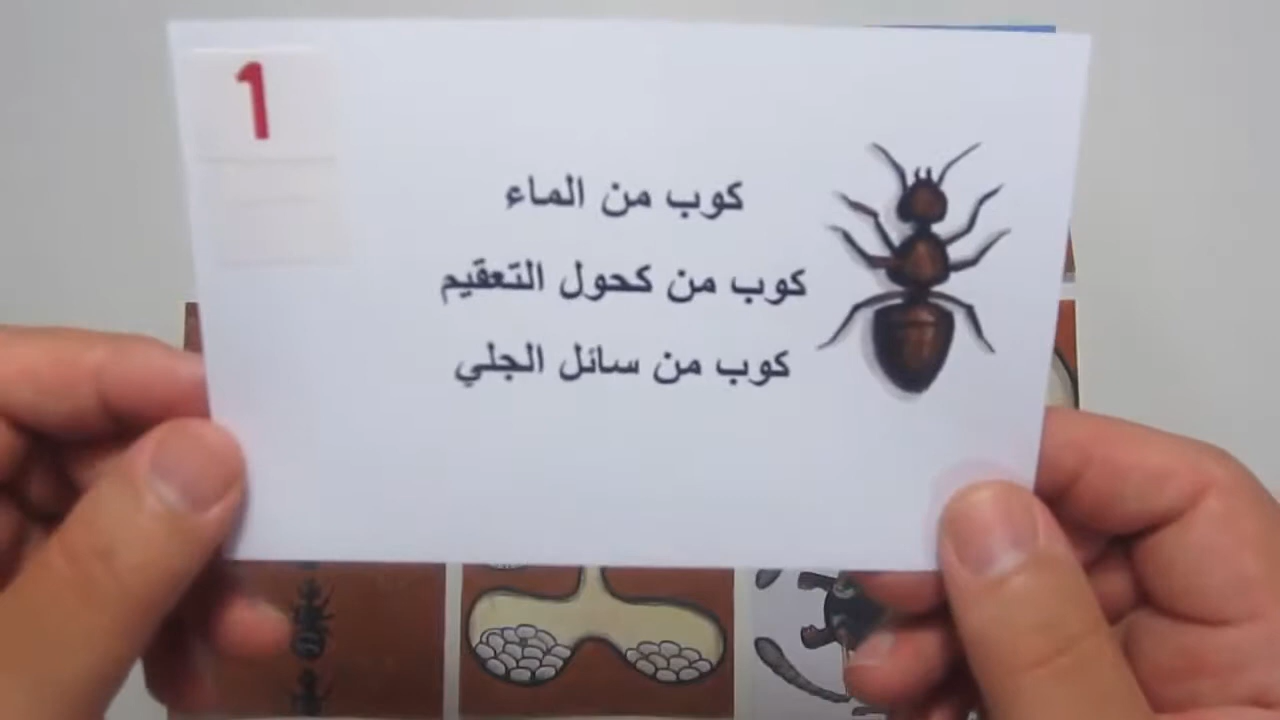 1
كوب من الماء
كوب من كحول التعقيم
كوب من سائل الجلي